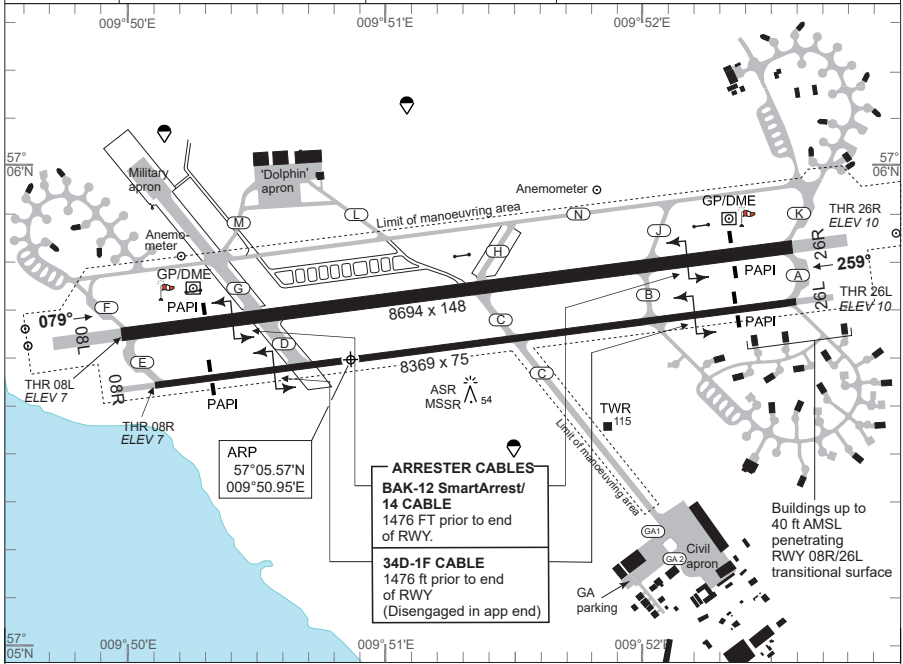 009°50'E
009°51'E
009°52'E
57°
06'N
57°
06'N
Military
apron
'Dolphin'
apron
Anemometer
GP/DME
THR 26R
ELEV 10
Limit of manoeuvring area
M
L
N
J
K
H
Anemo-
meter
GP/DME
PAPI
PAPI
26R
A
259°
THR 26L
ELEV 10
26L
G
F
B
079°
08L
8694 x 148
C
PAPI
D
E
8369 x 75
C
THR 08L
ELEV 7
08R
PAPI
ASR
MSSR
54
TWR
115
THR 08R
ELEV 7
Limit of manoeuvring area
ARP
57°05.57'N
009°50.95'E
ARRESTER CABLES
BAK-12 SmartArrest/
14 CABLE
1476 FT prior to end
of RWY.
34D-1F CABLE
1476 ft prior to end
of RWY
(Disengaged in app end)
Buildings up to
40 ft AMSL
penetrating
RWY 08R/26L
transitional surface
GA1
GA 2
Civil
apron
GA
parking
57°
05'N
009°50'E
009°51'E
009°52'E
57°
05'N